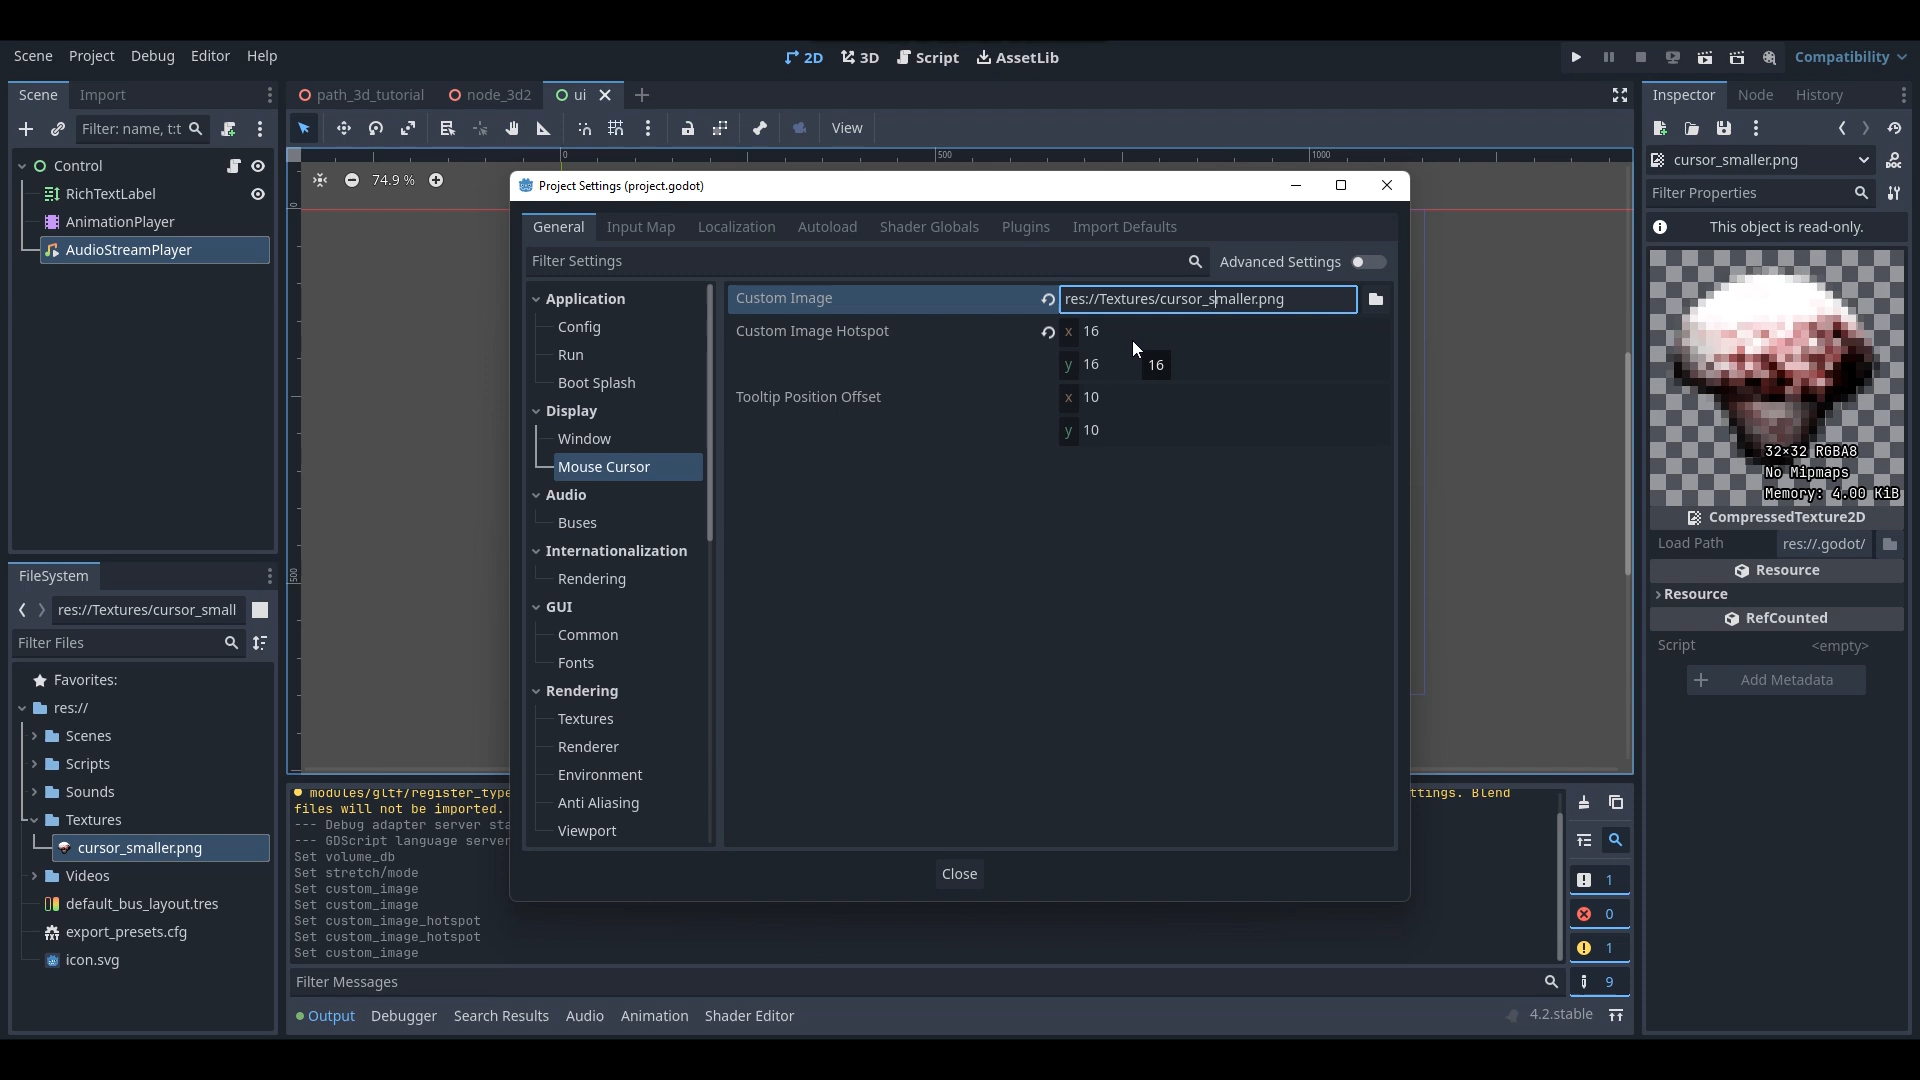 Scene Project Debug Editor Help
2D 3D Script AssetLib
Compatibility
Scene Import
Filter: name, t:t
Control
RichTextLabel
AnimationPlayer
AudioStreamPlayer
FileSystem
res://Textures/cursor_small
Filter Files
Favorites:
res://
Scenes
Scripts
Sounds
Textures
cursor_smaller.png
Videos
default_bus_layout.tres
export_presets.cfg
icon.svg
path_3d_tutorial node_3d2 ui
View
0 500 1000
0
500
74.9 %
Project Settings (project.godot)
General Input Map Localization Autoload Shader Globals Plugins Import Defaults
Filter Settings
Advanced Settings
Application
Config
Run
Boot Splash
Display
Window
Mouse Cursor
Audio
Buses
Internationalization
Rendering
GUI
Common
Fonts
Rendering
Textures
Renderer
Environment
Anti Aliasing
Viewport
Custom Image res://Textures/cursor_smaller.png
Custom Image Hotspot x 16
y 16
16
Tooltip Position Offset x 10
y 10
Close
modules/gltf/register_type
ttings. Blend
files will not be imported.
--- Debug adapter server sta
--- GDScript language server
Set volume_db
Set stretch/mode
Set custom_image
Set custom_image
Set custom_image_hotspot
Set custom_image_hotspot
Set custom_image
Filter Messages
1
0
1
9
Output Debugger Search Results Audio Animation Shader Editor
4.2.stable
Inspector Node History
cursor_smaller.png
Filter Properties
This object is read-only.
32×32 RGBA8
No Mipmaps
Memory: 4.00 KiB
CompressedTexture2D
Load Path res://.godot/
Resource
Resource
RefCounted
Script <empty>
Add Metadata